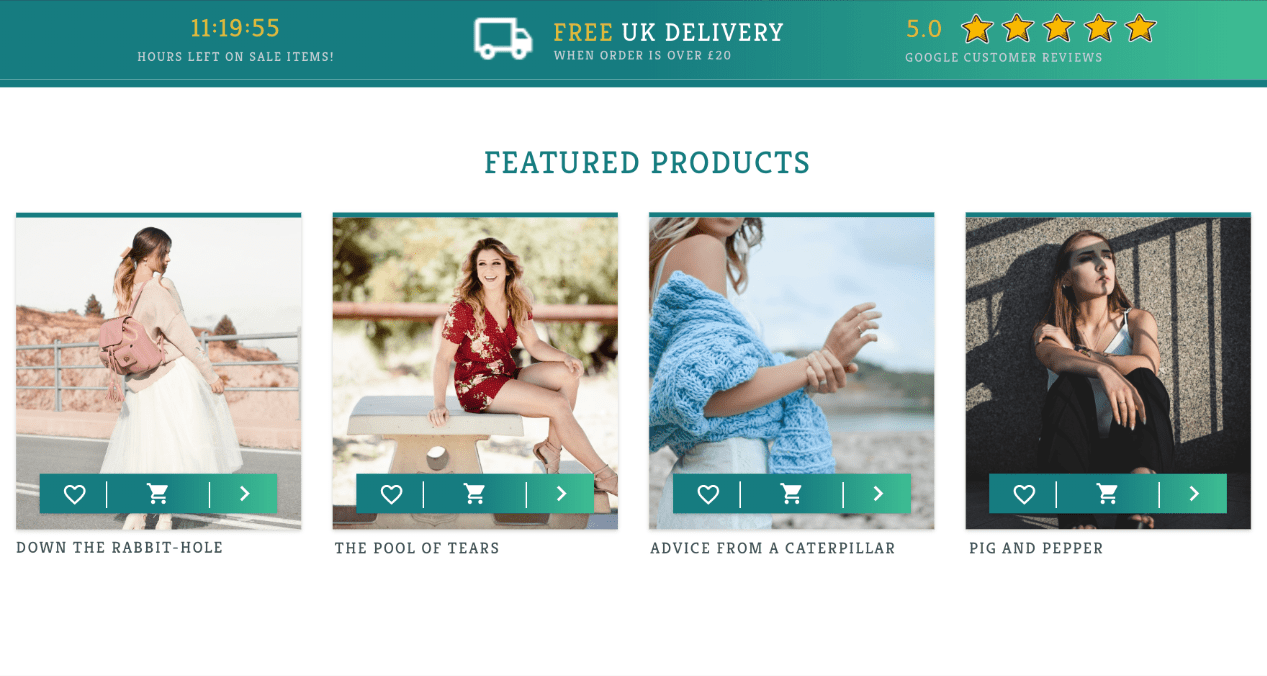 11:19:55
HOURS LEFT ON SALE ITEMS!
FREE UK DELIVERY
WHEN ORDER IS OVER £20
5.0
GOOGLE CUSTOMER REVIEWS
FEATURED PRODUCTS
DOWN THE RABBIT-HOLE
THE POOL OF TEARS
ADVICE FROM A CATERPILLAR
PIG AND PEPPER